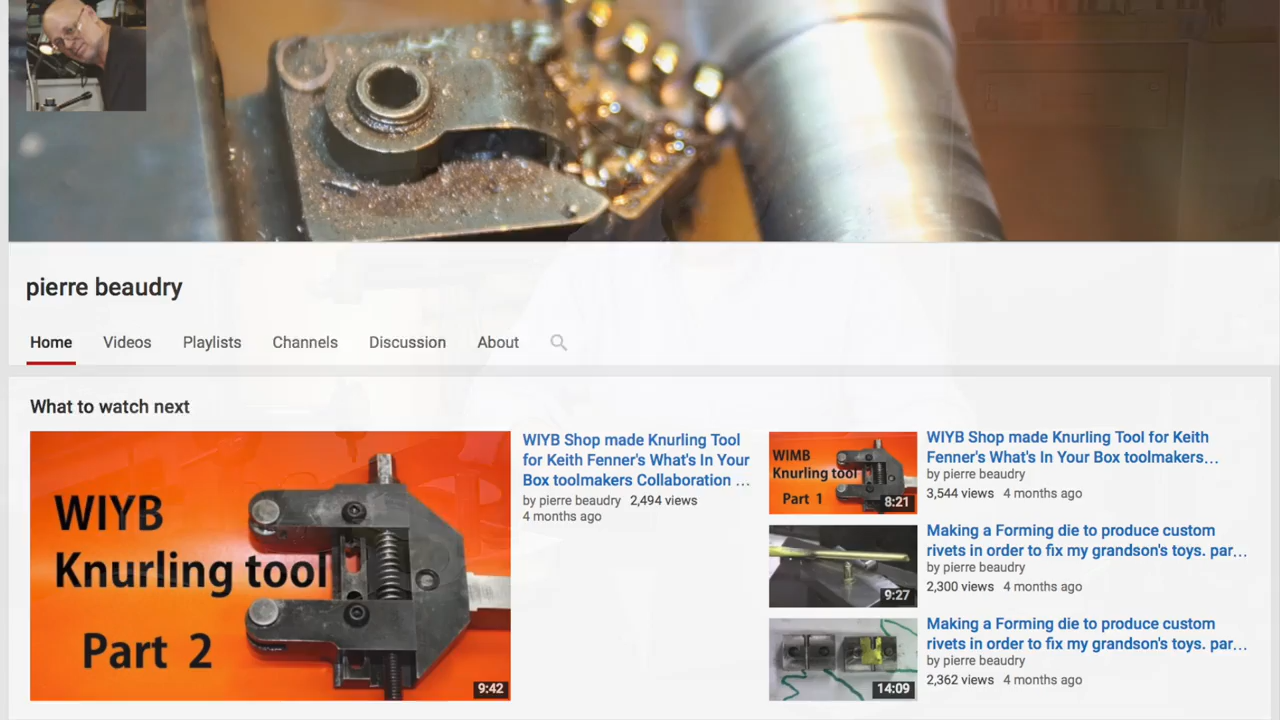 pierre beaudry
Home Videos Playlists Channels Discussion About
What to watch next
WIYB
Knurling tool
Part 2
9:42
WIYB Shop made Knurling Tool
for Keith Fenner's What's In Your
Box toolmakers Collaboration ...
by pierre beaudry 2,494 views
4 months ago
WIMB
Knurling tool
Part 1
8:21
WIYB Shop made Knurling Tool for Keith
Fenner's What's In Your Box toolmakers...
by pierre beaudry
3,544 views 4 months ago
9:27
Making a Forming die to produce custom
rivets in order to fix my grandson's toys. par...
by pierre beaudry
2,300 views 4 months ago
14:09
Making a Forming die to produce custom
rivets in order to fix my grandson's toys. par...
by pierre beaudry
2,362 views 4 months ago